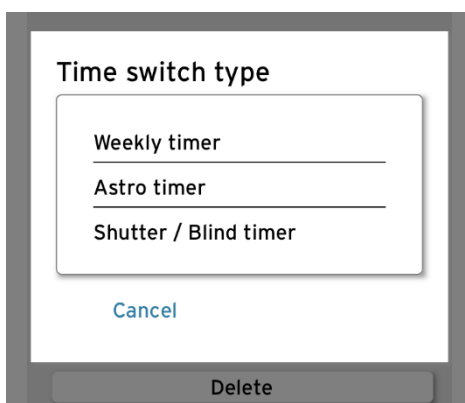 Time switch type
Weekly timer
Astro timer
Shutter / Blind timer
Cancel
Delete